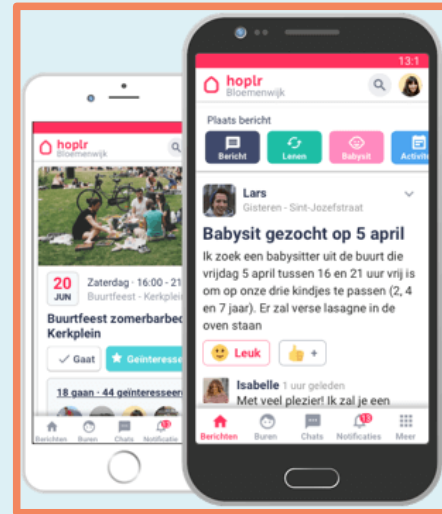 hoplr
Bloemenwijk
20
JUN
Zaterdag · 16:00 - 21
Buurtfeest - Kerkplein
Buurtfeest zomerbarbec
Kerkplein
Gaat
Geïnteresse
18 gaan · 44 geïnteresseer
Berichten
Buren
Chats
Notificatie
13:1
hoplr
Bloemenwijk
Plaats bericht
Bericht
Lenen
Babysit
Activite
Lars
Gisteren - Sint-Jozefstraat
Babysit gezocht op 5 april
Ik zoek een babysitter uit de buurt die
vrijdag 5 april tussen 16 en 21 uur vrij is
om op onze drie kindjes te passen (2, 4
en 7 jaar). Er zal verse lasagne in de
oven staan
Leuk
+
Isabelle 1 uur geleden
Met veel plezier! Ik zal je een
13
Berichten
Buren
Chats
Notificaties
Meer